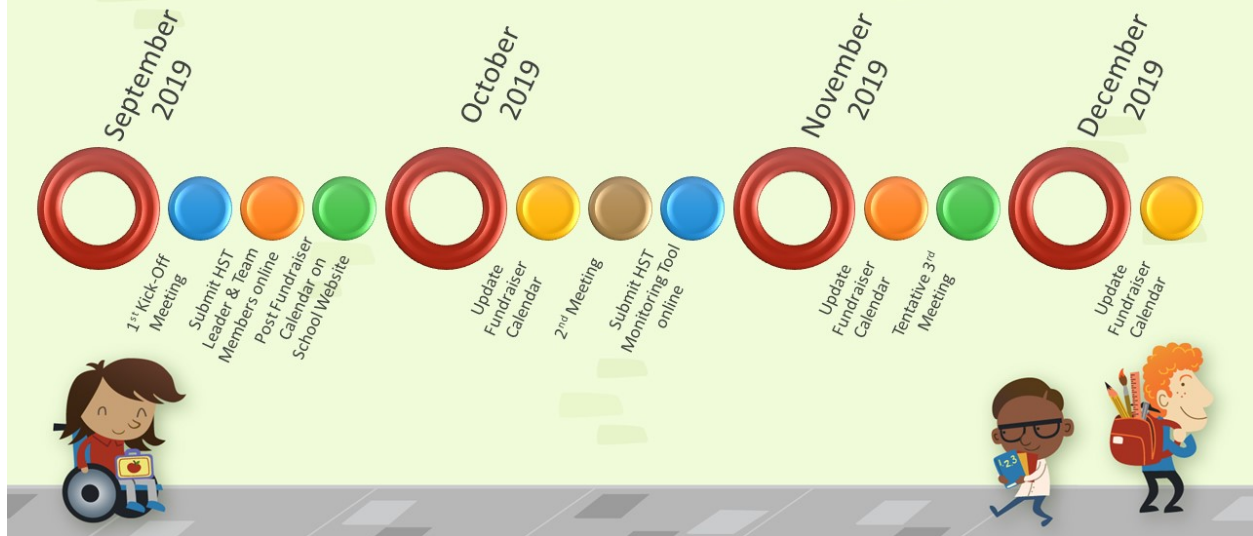 September
2019
1st Kick-Off
Meeting
Submit HST
Leader & Team
Members online
Post Fundraiser
Calendar on
School Website
October
2019
Update
Fundraiser
Calendar
2nd Meeting
Submit HST
Monitoring Tool
online
November
2019
Update
Fundraiser
Calendar
Tentative 3rd
Meeting
December
2019
Update
Fundraiser
Calendar
123